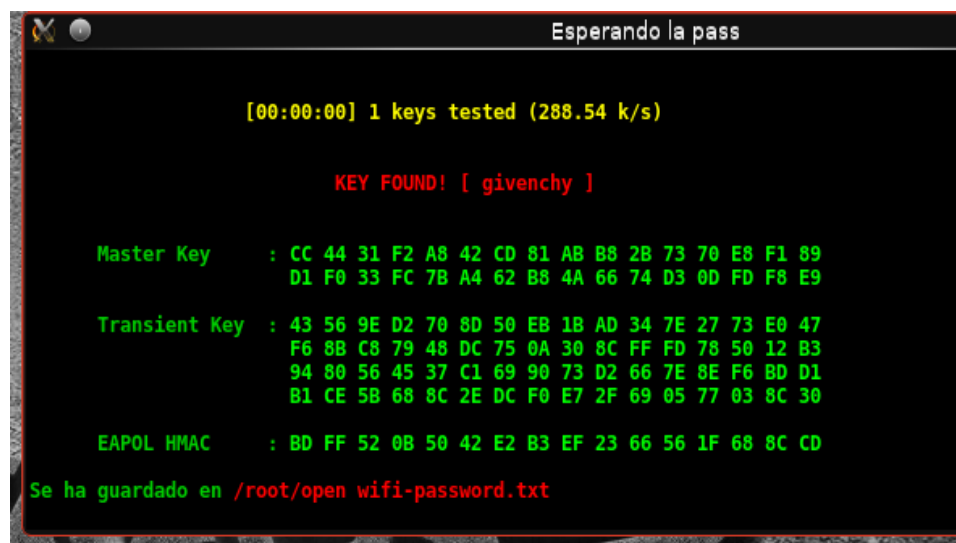 Esperando la pass
[00:00:00] 1 keys tested (288.54 k/s)
KEY FOUND! [ givenchy ]
Master Key : CC 44 31 F2 A8 42 CD 81 AB B8 2B 73 70 E8 F1 89
D1 F0 33 FC 7B A4 62 B8 4A 66 74 D3 0D FD F8 E9
Transient Key : 43 56 9E D2 70 8D 50 EB 1B AD 34 7E 27 73 E0 47
F6 8B C8 79 48 DC 75 0A 30 8C FF FD 78 50 12 B3
94 80 56 45 37 C1 69 90 73 D2 66 7E 8E F6 BD D1
B1 CE 5B 68 8C 2E DC F0 E7 2F 69 05 77 03 8C 30
EAPOL HMAC : BD FF 52 0B 50 42 E2 B3 EF 23 66 56 1F 68 8C CD
Se ha guardado en /root/open wifi-password.txt